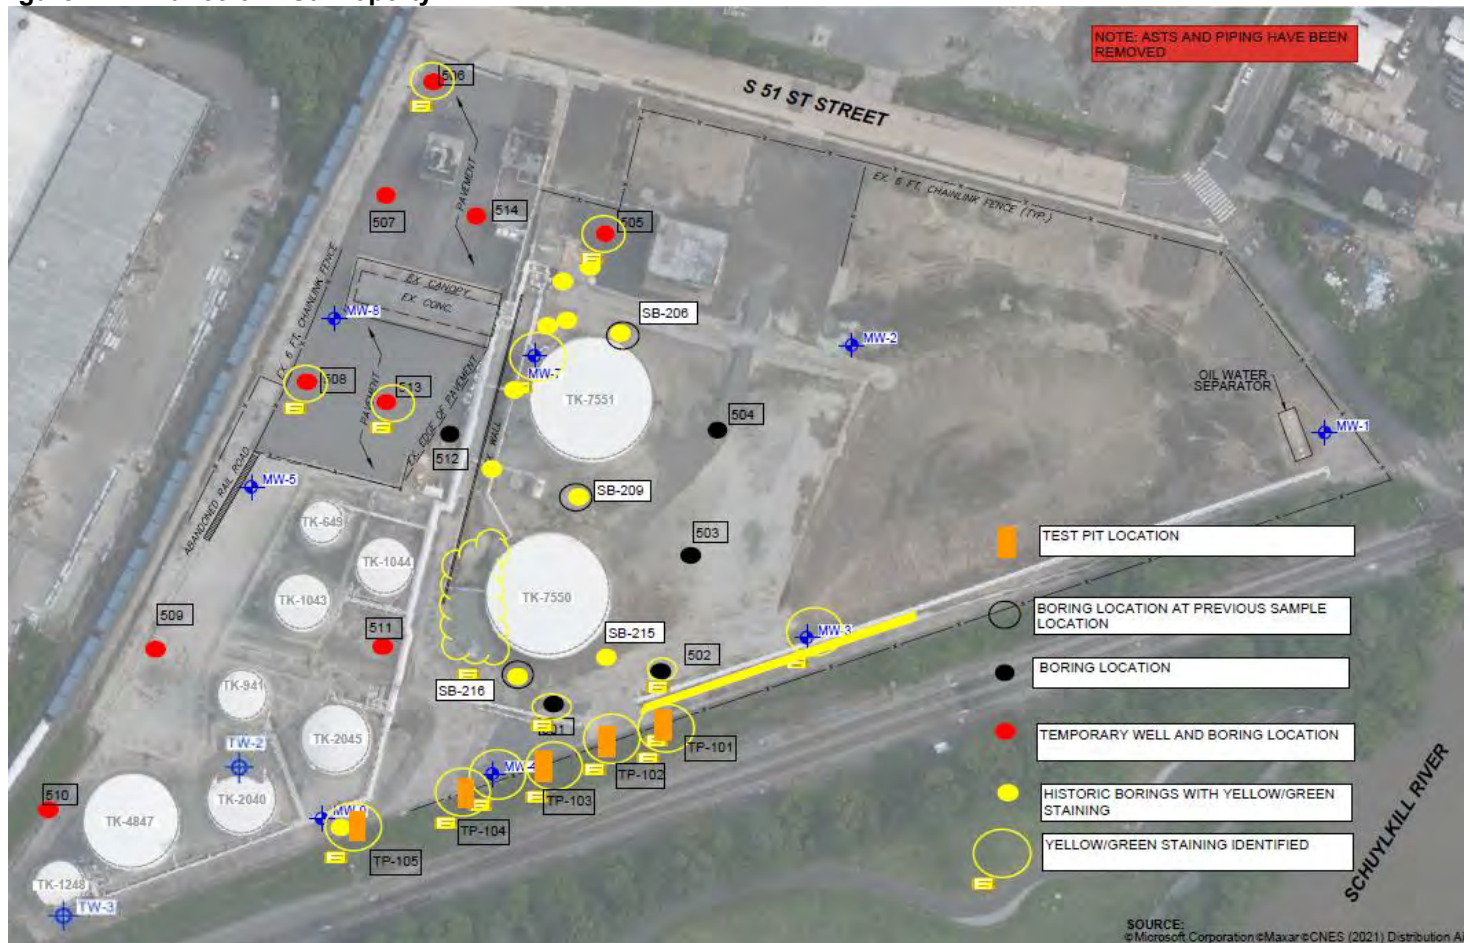 NOTE: ASTS AND PIPING HAVE BEEN
REMOVED
S 51 ST STREET
506
EX. 6 FT. CHAINLINK FENCE (TYP.)
PAVEMENT
507
514
505
EX. 6 FT. CHAINLINK FENCE
EX. CANOPY
EX. CONC.
MW-8
SB-206
MW-2
MW-7
OIL WATER
SEPARATOR
508
513
PAVEMENT
TK-7551
504
MW-1
EX. EDGE OF PAVEMENT
WALL
512
ABANDONED RAIL ROAD
MW-5
SB-209
TK-649
503
TEST PIT LOCATION
TK-1044
TK-1043
TK-7550
BORING LOCATION AT PREVIOUS SAMPLE
LOCATION
509
511
SB-215
MW-3
502
BORING LOCATION
TK-941
SB-216
TK-2045
TEMPORARY WELL AND BORING LOCATION
TW-2
TP-101
TP-102
510
TK-2040
TP-103
HISTORIC BORINGS WITH YELLOW/GREEN
STAINING
TK-4847
TP-104
YELLOW/GREEN STAINING IDENTIFIED
TP-105
TK-1248
TW-3
SCHUYLKILL RIVER
SOURCE:
©Microsoft Corporation ©Maxar ©CNES (2021) Distribution